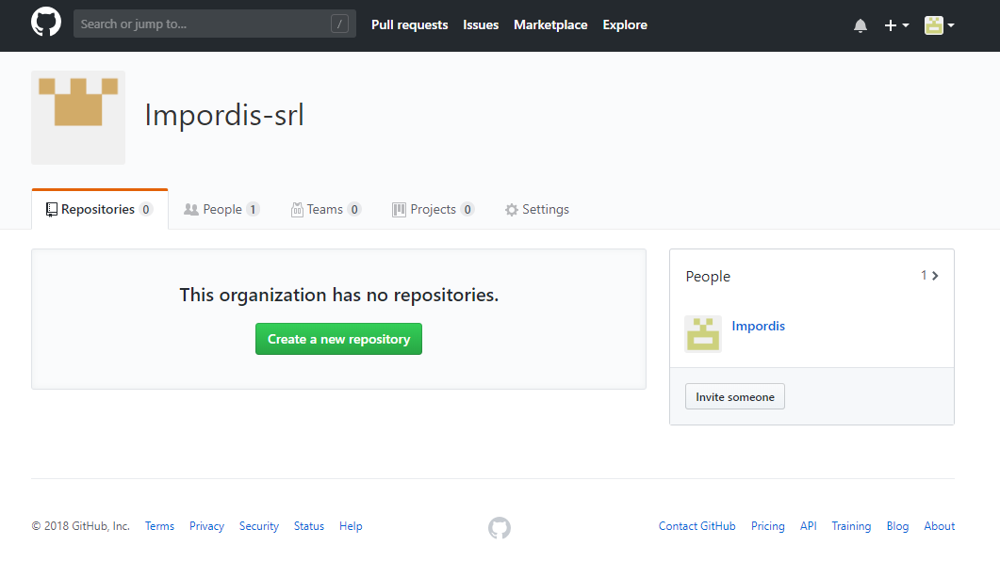 Search or jump to... / Pull requests Issues Marketplace Explore
Impordis-srl
Repositories 0 People 1 Teams 0 Projects 0 Settings
This organization has no repositories.
Create a new repository
People 1
Impordis
Invite someone
© 2018 GitHub, Inc. Terms Privacy Security Status Help Contact GitHub Pricing API Training Blog About